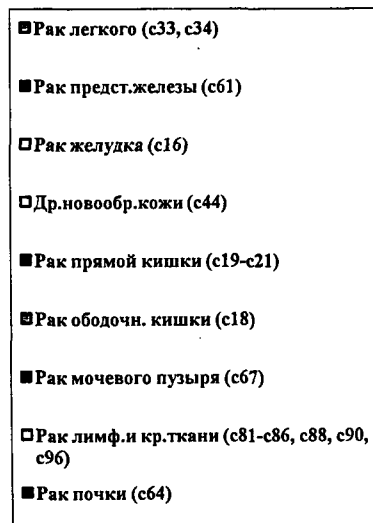 Рак легкого (с33, с34)
Рак предст.железы (с61)
Рак желудка (с16)
Др.новообр.кожи (с44)
Рак прямой кишки (с19-с21)
Рак ободочн. кишки (с18)
Рак мочевого пузыря (с67)
Рак лимф.и кр.ткани (с81-с86, с88, с90,
с96)
Рак почки (с64)